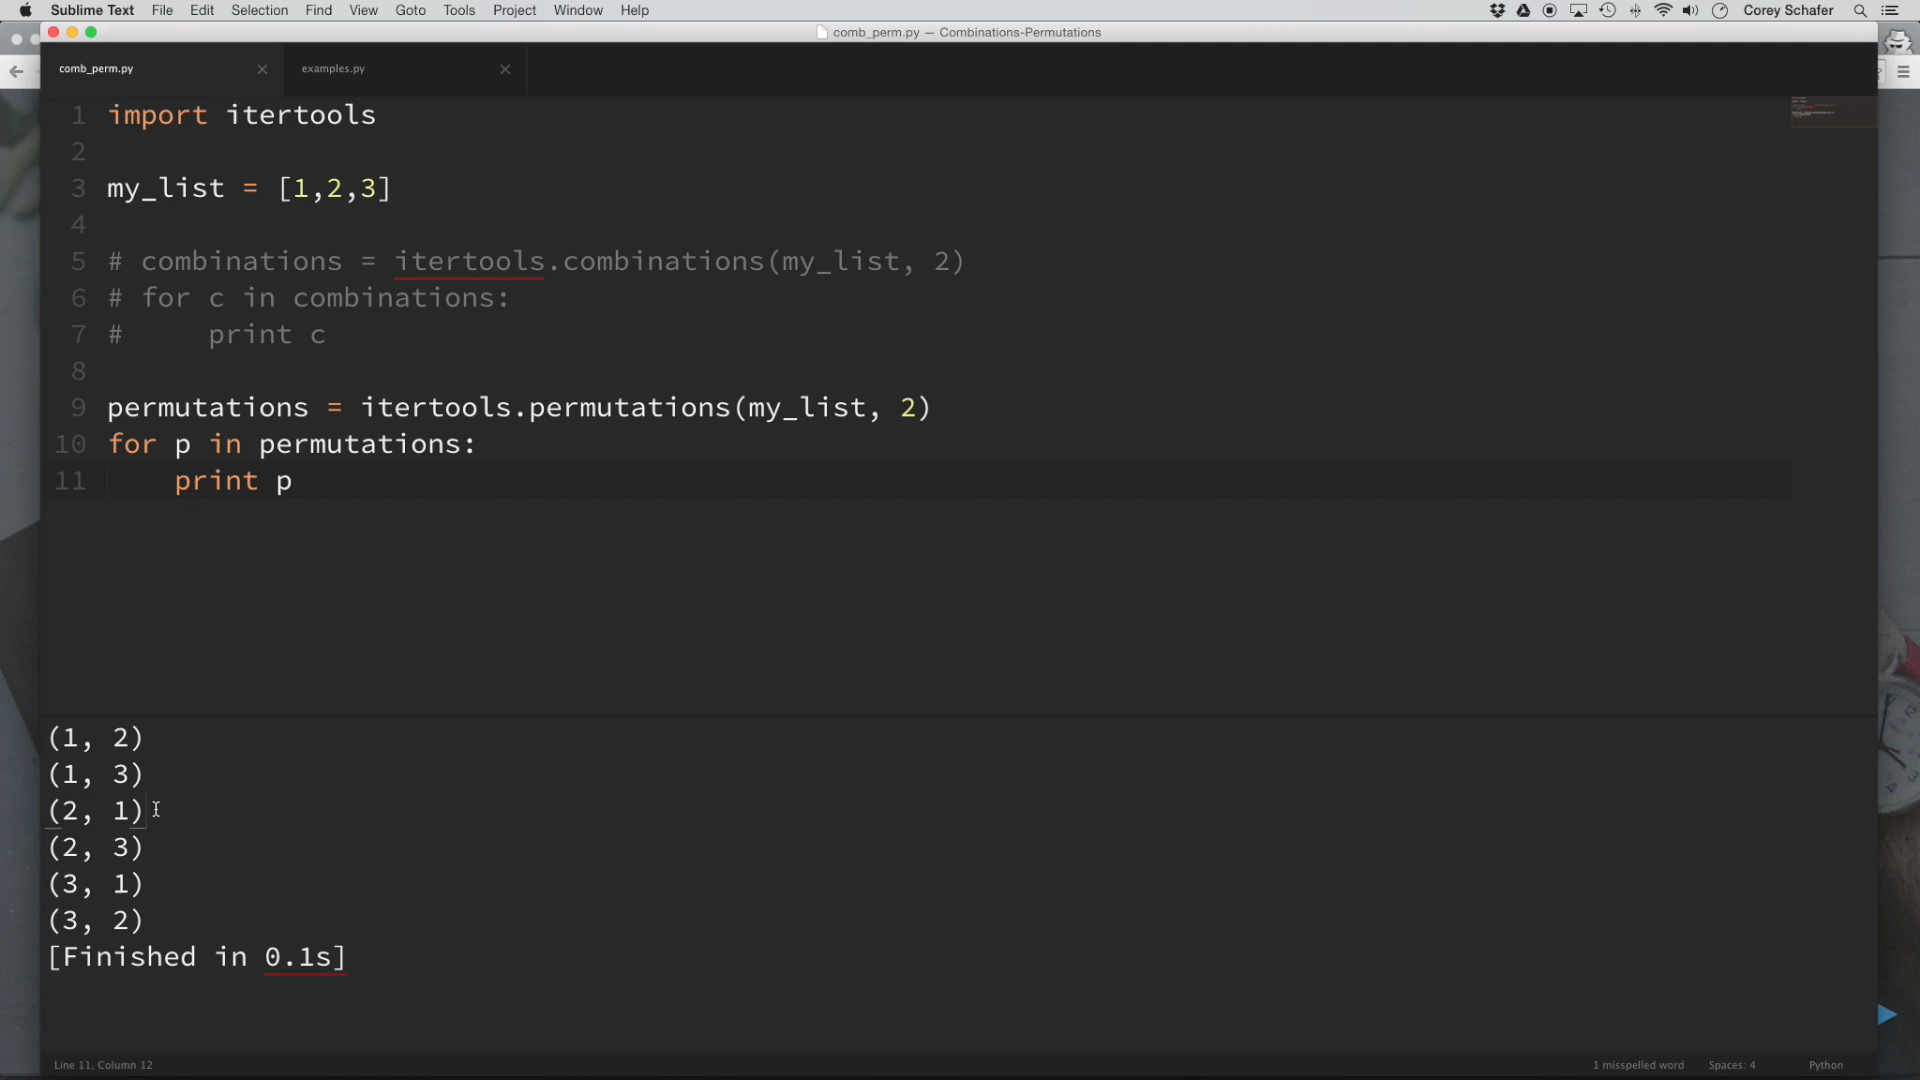 Sublime Text File Edit Selection Find View Goto Tools Project Window Help Corey Schafer
comb_perm.py — Combinations-Permutations
comb_perm.py examples.py
1 import itertools
2
3 my_list = [1,2,3]
4
5 # combinations = itertools.combinations(my_list, 2)
6 # for c in combinations:
7 #     print c
8
9 permutations = itertools.permutations(my_list, 2)
10 for p in permutations:
11     print p
(1, 2)
(1, 3)
(2, 1)
(2, 3)
(3, 1)
(3, 2)
[Finished in 0.1s]
Line 11, Column 12 1 misspelled word Spaces: 4 Python